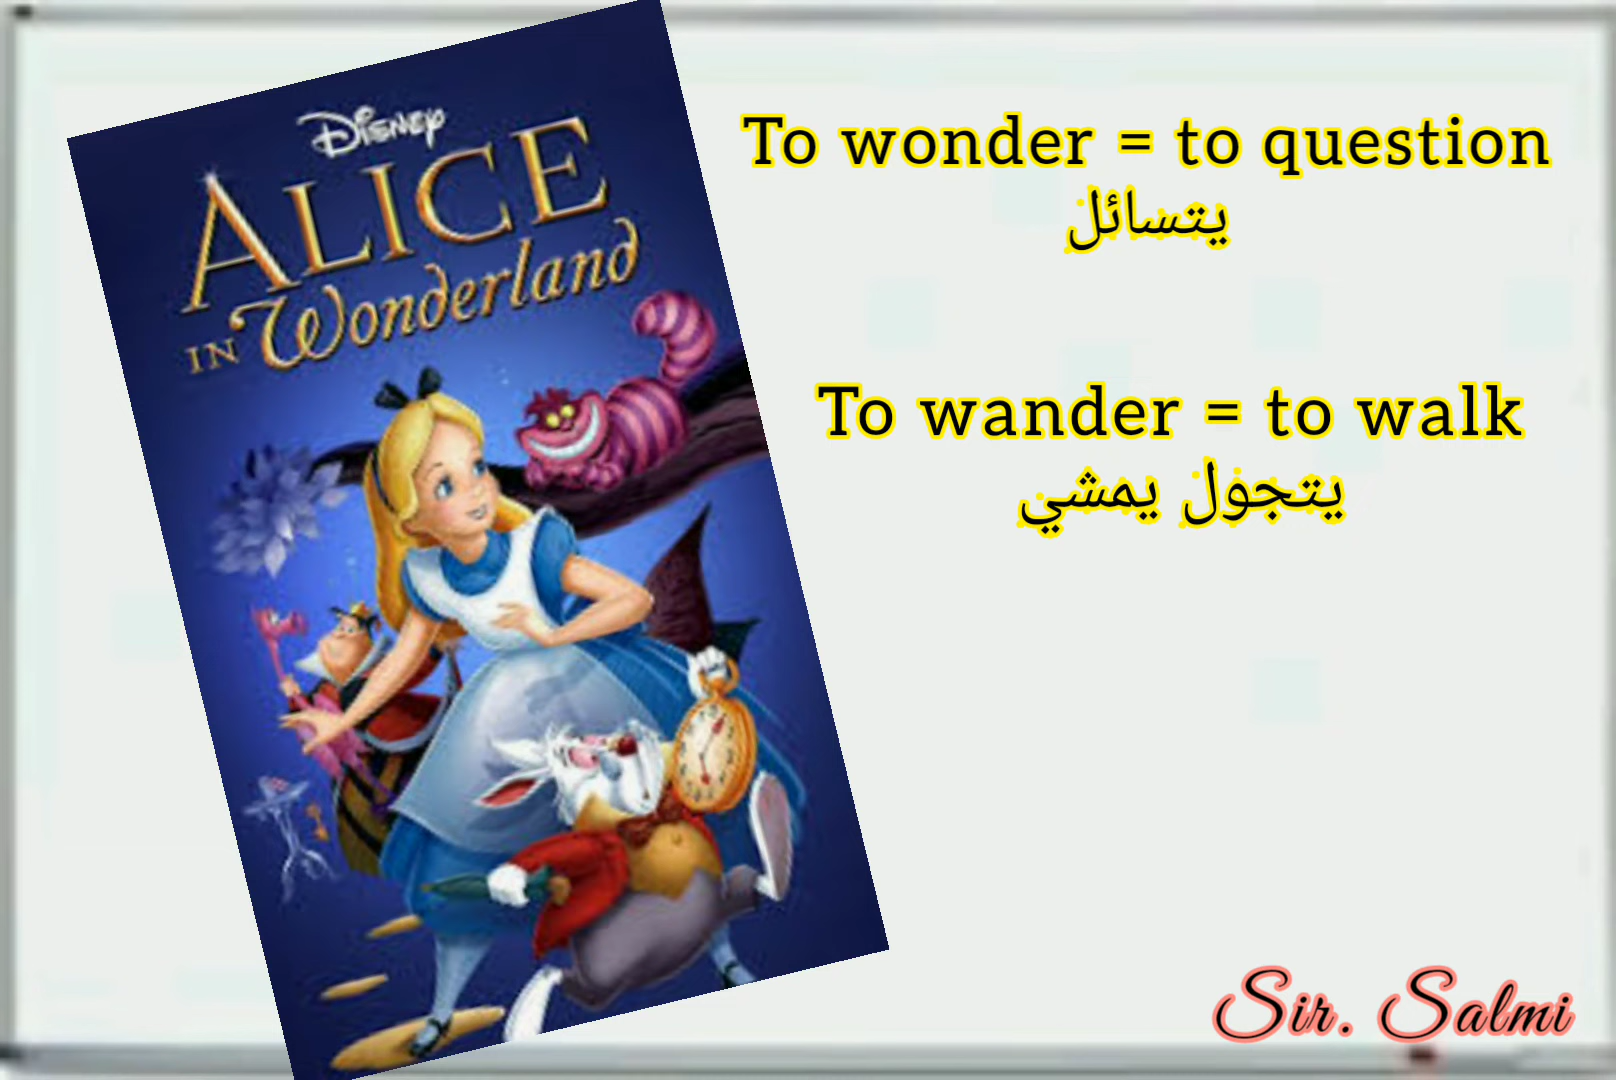 Disney
ALICE
IN Wonderland
To wonder = to question
يتسائل
To wander = to walk
يتجول يمشي
Sir. Salmi